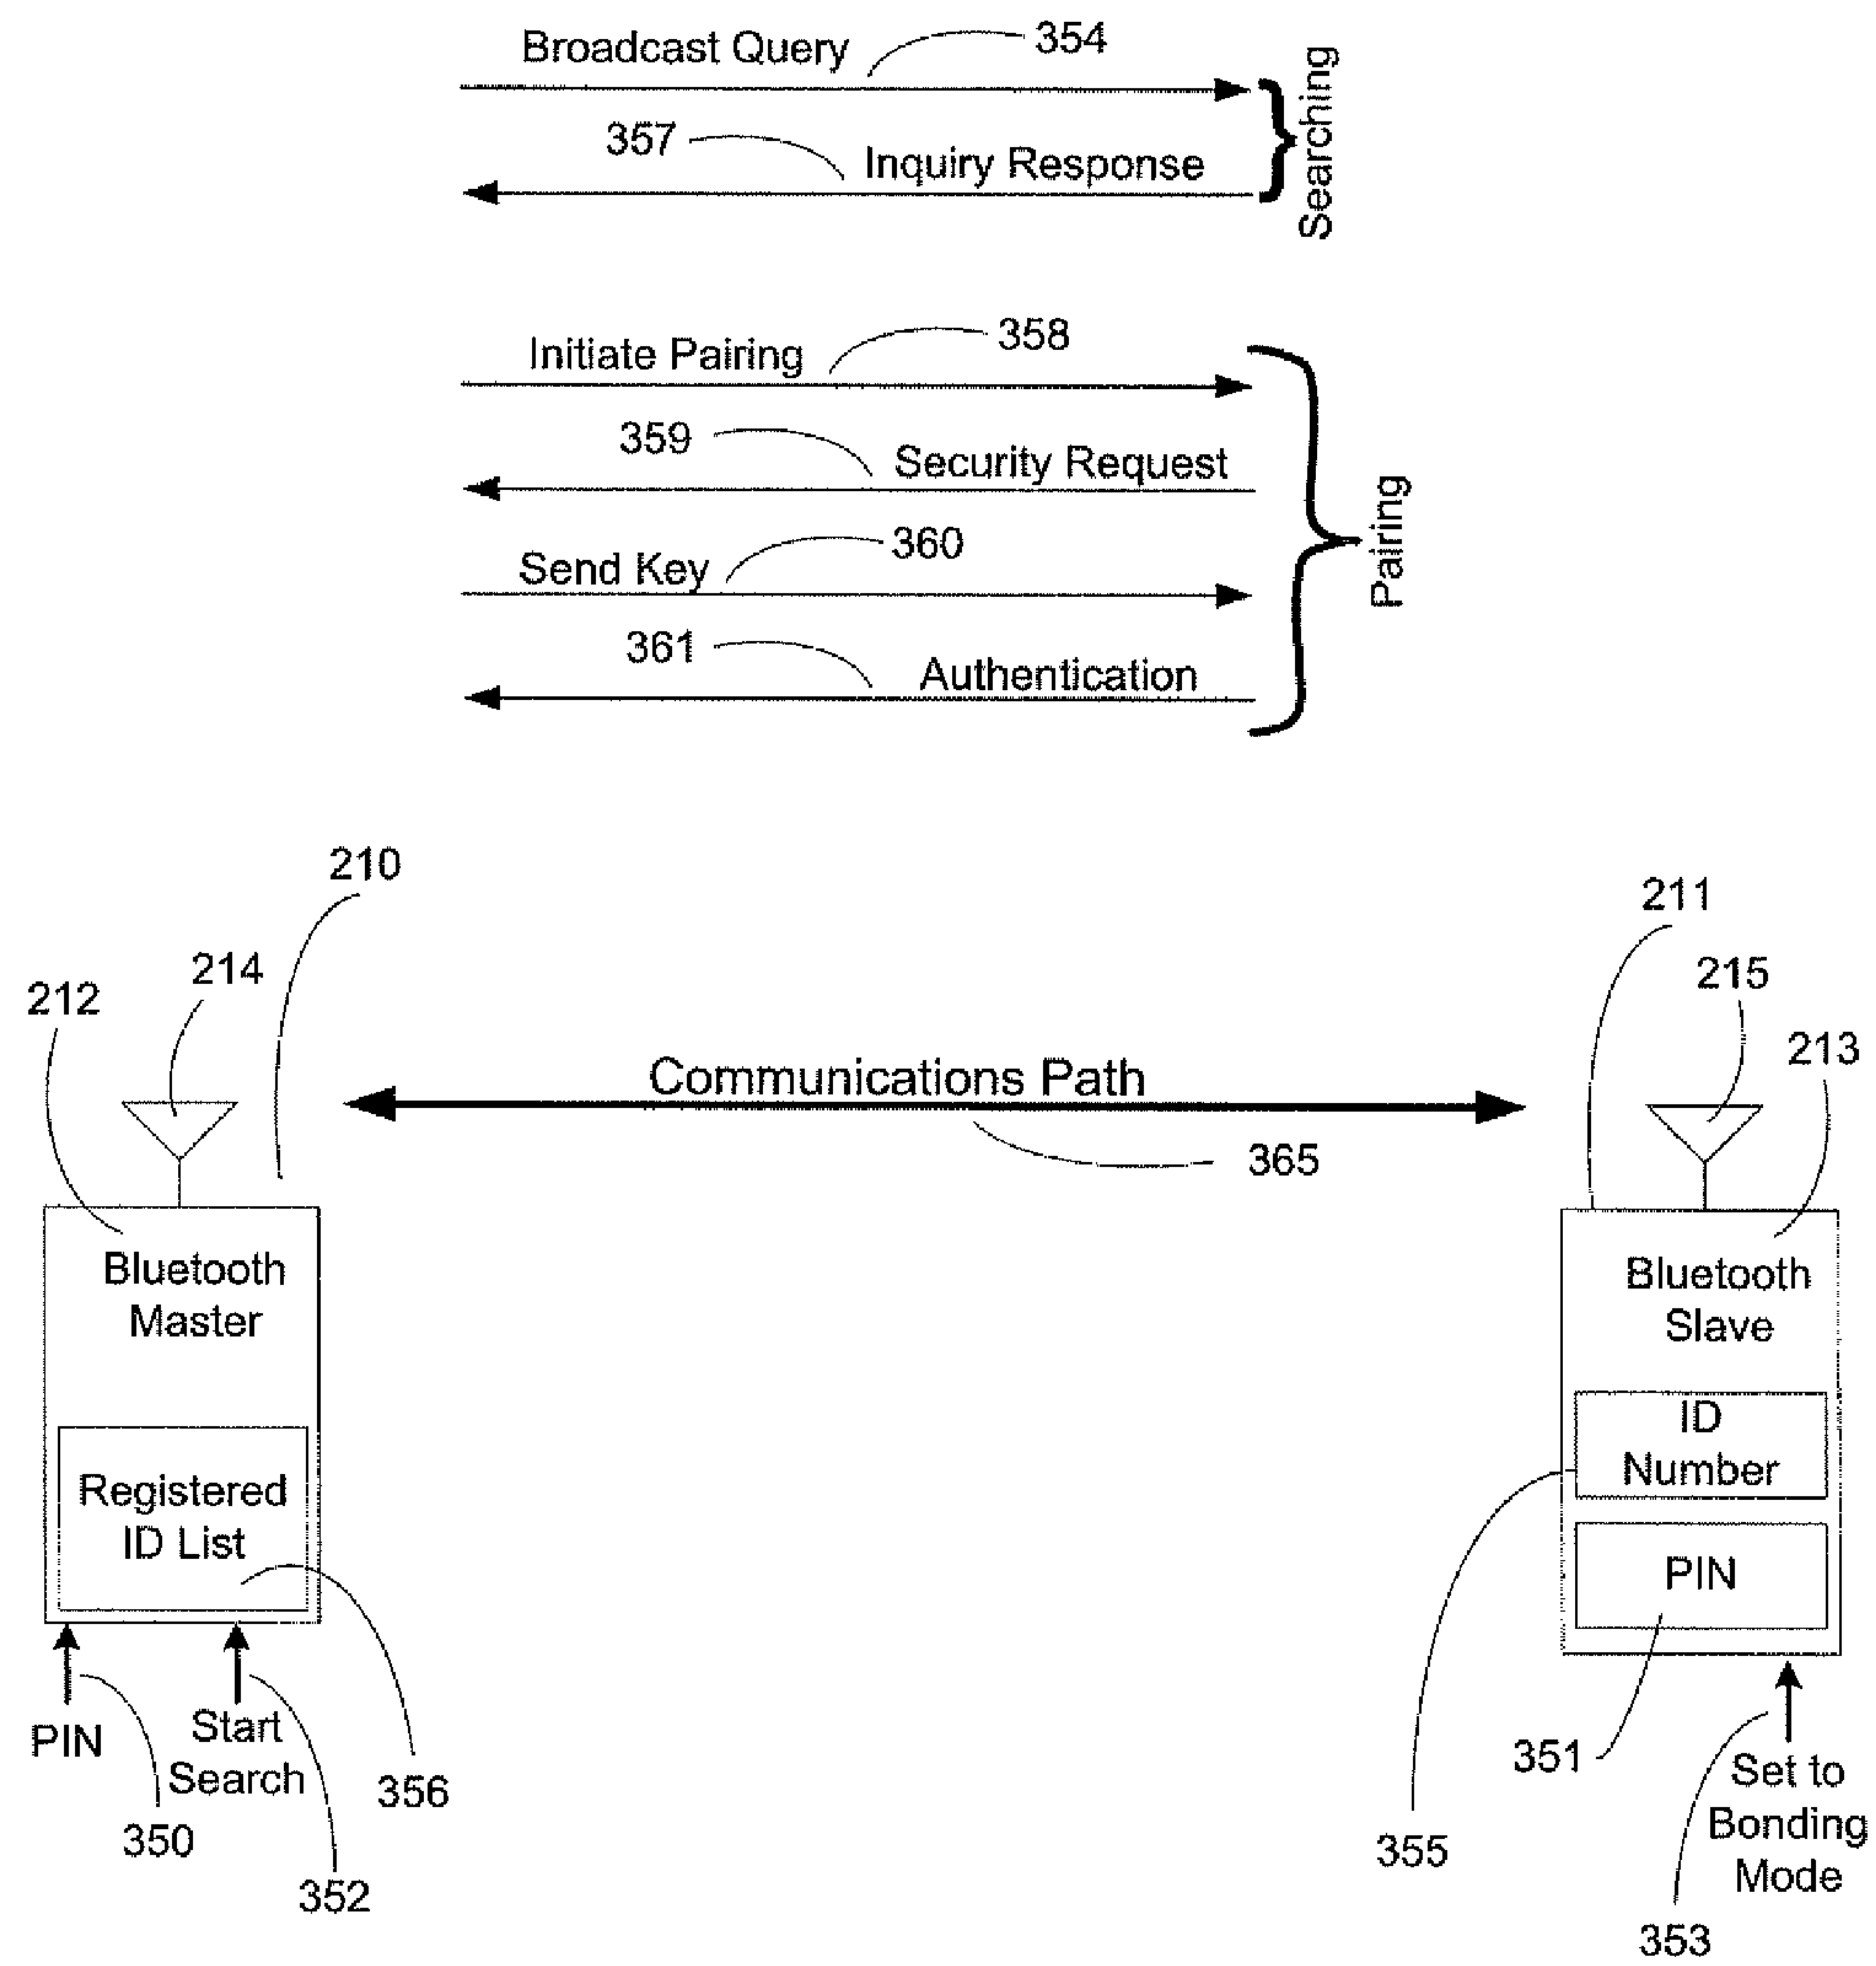 Broadcast Query
354
Searching
357
Inquiry Response
Initiate Pairing
358
359
Security Request
Pairing
Send Key
360
361
Authentication
210
211
212
214
215
213
Communications Path
365
Bluetooth
Master
Registered
ID List
Bluetooth
Slave
ID
Number
PIN
PIN
Start
Search
350
352
356
351
355
Set to
Bonding
Mode
353